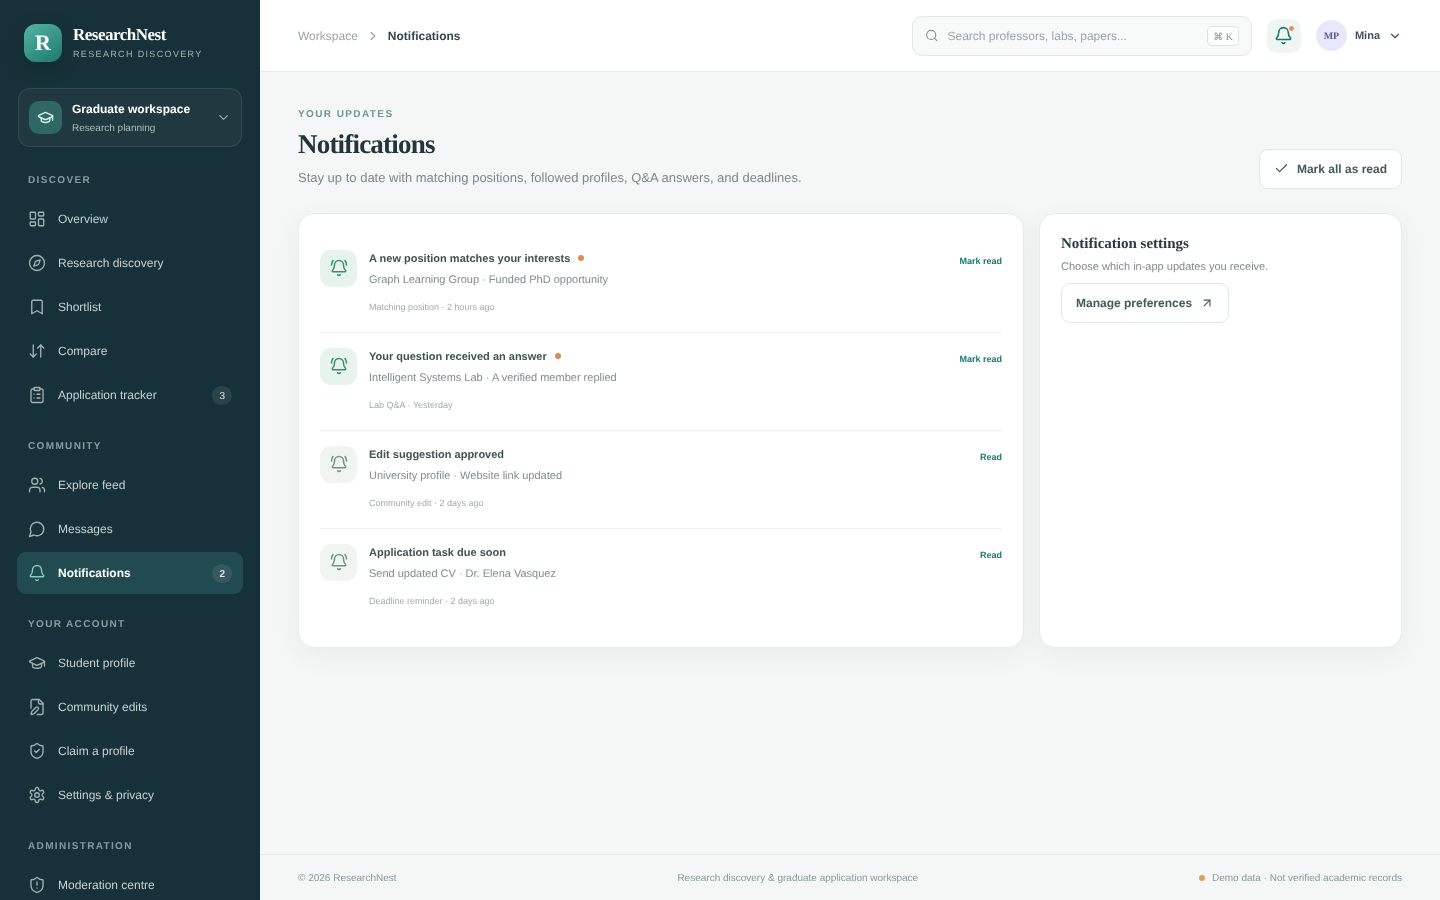 R
ResearchNest
RESEARCH DISCOVERY
Graduate workspace
Research planning
DISCOVER
Overview
Research discovery
Shortlist
Compare
Application tracker 3
COMMUNITY
Explore feed
Messages
Notifications 2
YOUR ACCOUNT
Student profile
Community edits
Claim a profile
Settings & privacy
ADMINISTRATION
Moderation centre
Workspace Notifications
Search professors, labs, papers... ⌘ K
MP Mina
YOUR UPDATES
Notifications
Stay up to date with matching positions, followed profiles, Q&A answers, and deadlines.
Mark all as read
A new position matches your interests
Mark read
Graph Learning Group · Funded PhD opportunity
Matching position · 2 hours ago
Your question received an answer
Mark read
Intelligent Systems Lab · A verified member replied
Lab Q&A · Yesterday
Edit suggestion approved
Read
University profile · Website link updated
Community edit · 2 days ago
Application task due soon
Read
Send updated CV · Dr. Elena Vasquez
Deadline reminder · 2 days ago
Notification settings
Choose which in-app updates you receive.
Manage preferences
© 2026 ResearchNest
Research discovery & graduate application workspace
Demo data · Not verified academic records